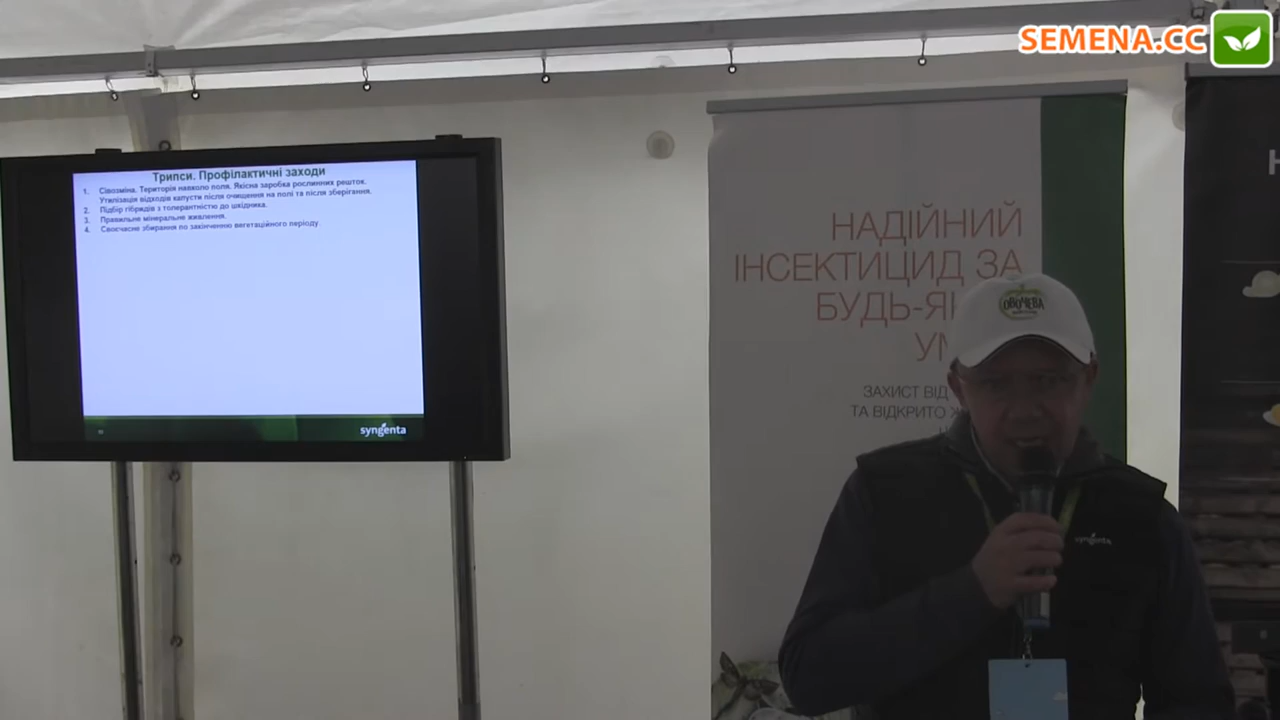 SEMENA.CC
Трипси. Профілактичні заходи
1. Сівозміна. Територія навколо поля. Якісна заробка рослинних решток.
Утилізація відходів капусти після очищення на полі та після зберігання.
2. Підбір гібридів з толерантністю до шкідника.
3. Правильне мінеральне живлення.
4. Своєчасне збирання по закінченню вегетаційного періоду
syngenta
НАДІЙНИЙ
ІНСЕКТИЦИД ЗА
БУДЬ-ЯК
УМ
ЗАХИСТ ВІД
ТА ВІДКРИТО
ОВОЧЕВА
syngenta